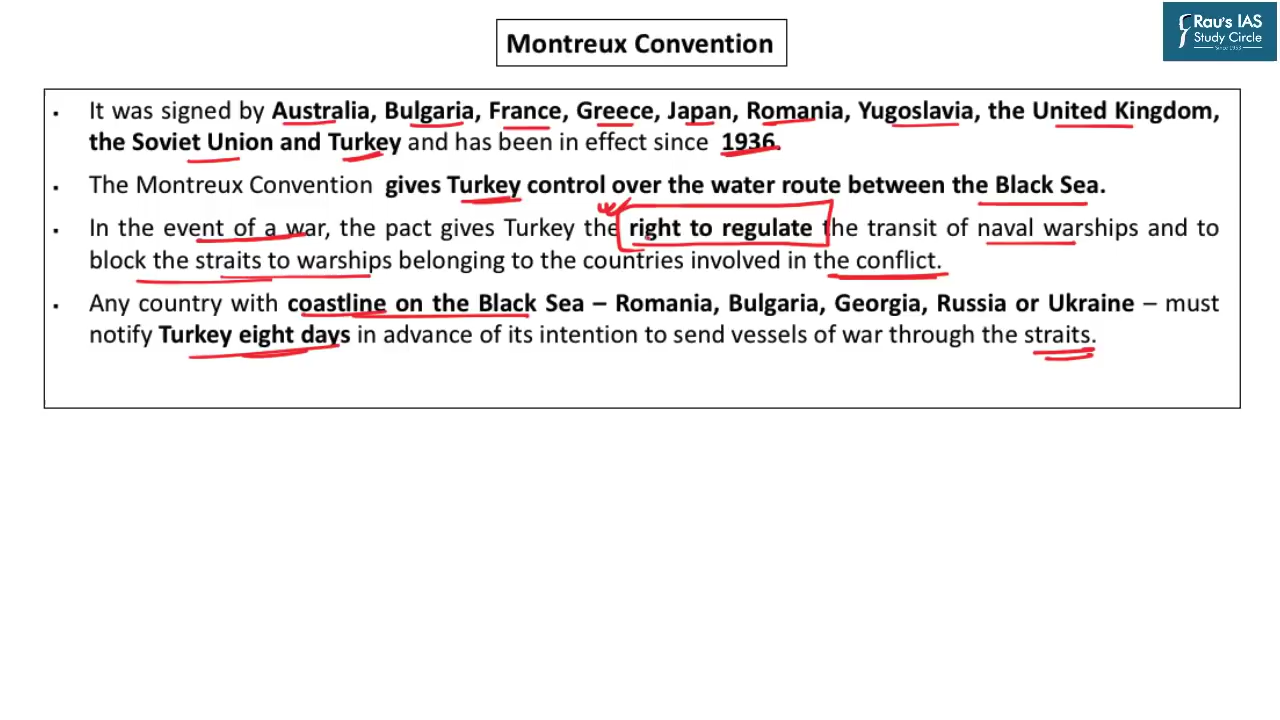 Rau's IAS
Study Circle
Since 1953
Montreux Convention
▪ It was signed by Australia, Bulgaria, France, Greece, Japan, Romania, Yugoslavia, the United Kingdom,
the Soviet Union and Turkey and has been in effect since 1936.
▪ The Montreux Convention gives Turkey control over the water route between the Black Sea.
▪ In the event of a war, the pact gives Turkey the right to regulate the transit of naval warships and to
block the straits to warships belonging to the countries involved in the conflict.
▪ Any country with coastline on the Black Sea – Romania, Bulgaria, Georgia, Russia or Ukraine – must
notify Turkey eight days in advance of its intention to send vessels of war through the straits.